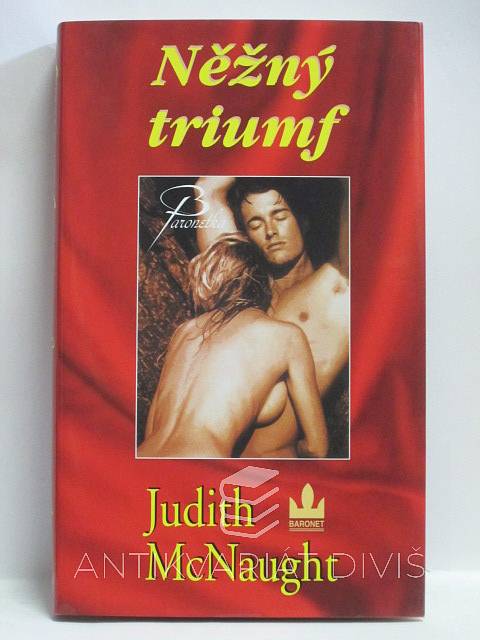 Něžný
triumf
Baronetka
Judith
BARONET
McNaught
ANTIKVARIÁT DIVIŠ